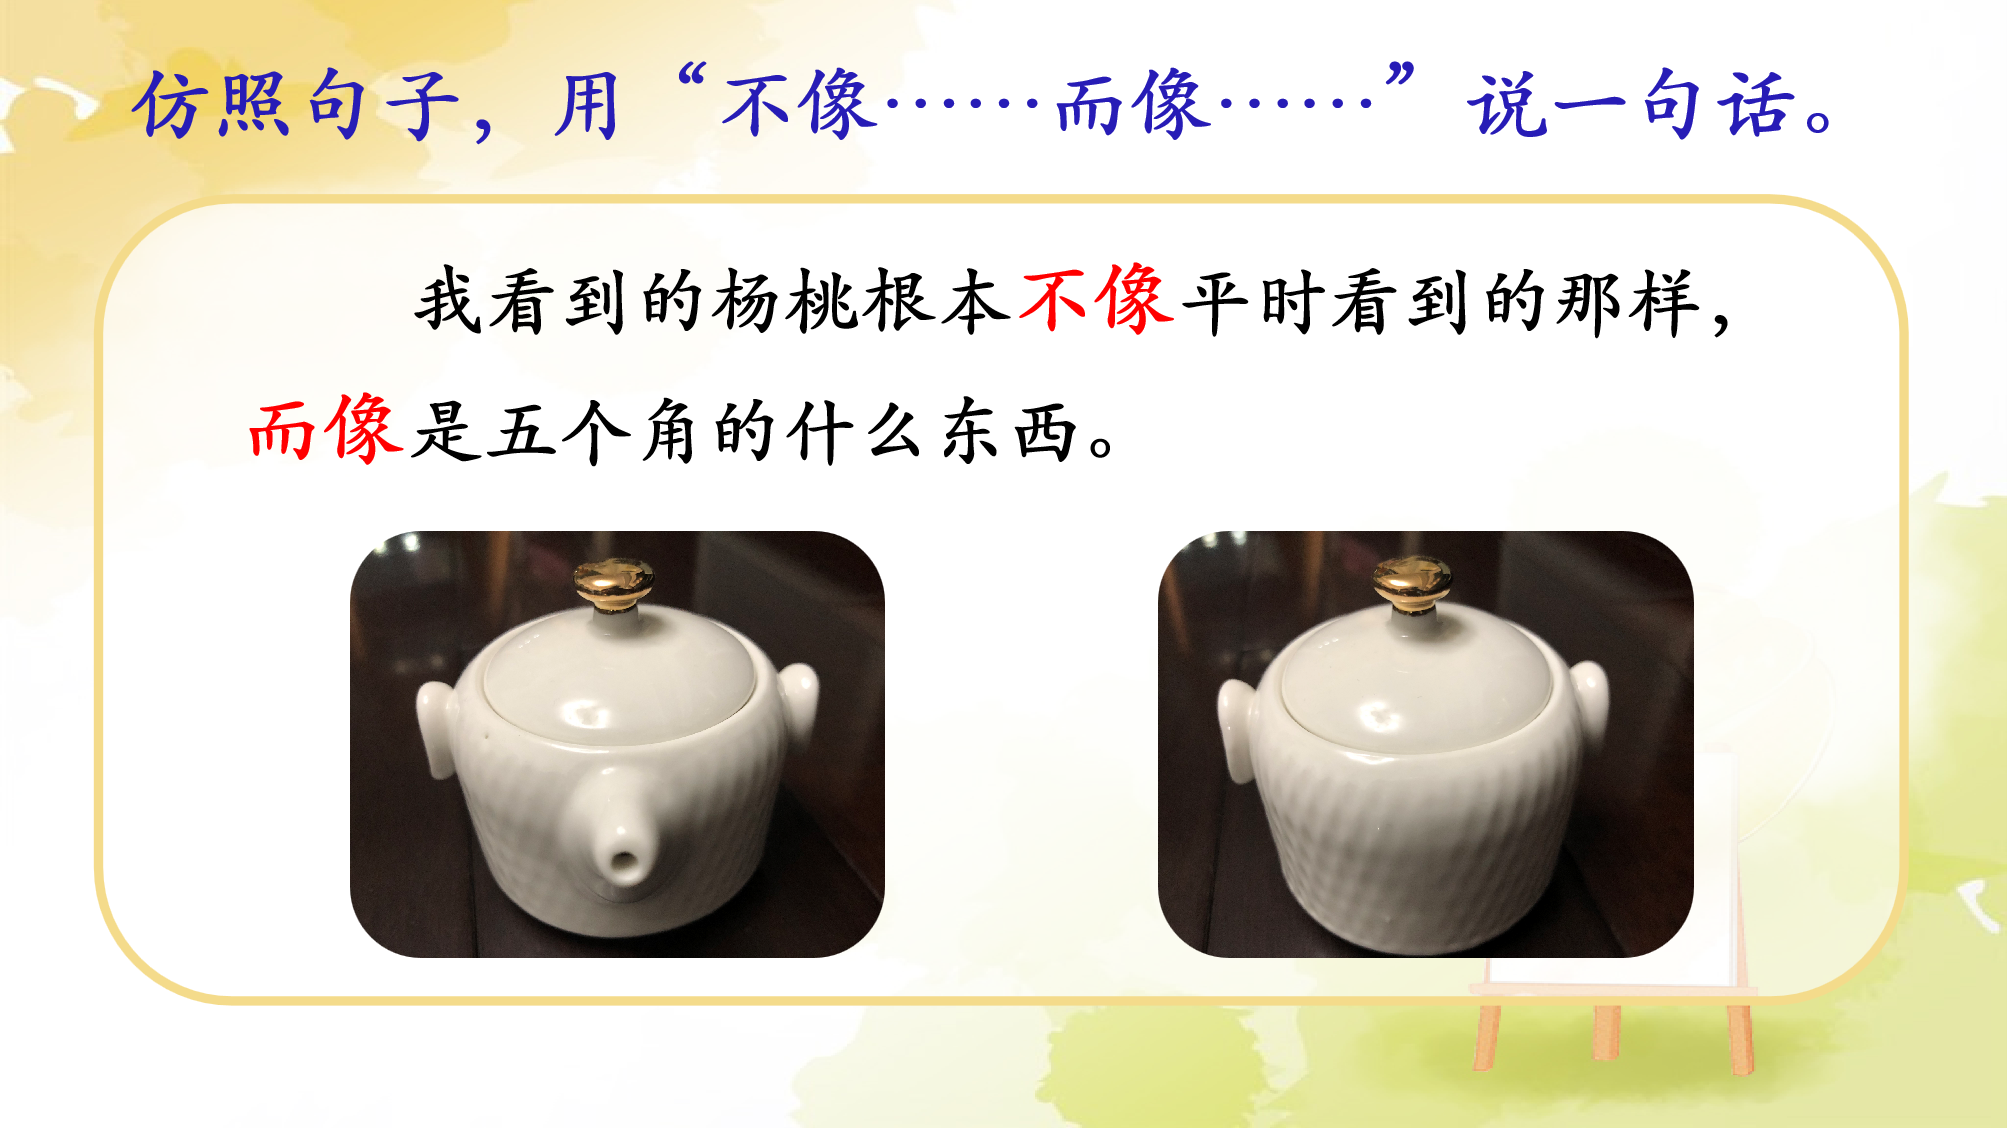 仿照句子，用“不像……而像……”说一句话。
我看到的杨桃根本不像平时看到的那样，
而像是五个角的什么东西。